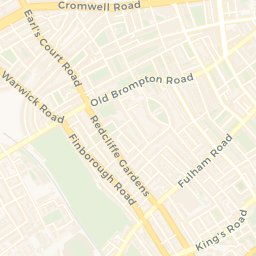 Cromwell Road
Earl's Court Road
Warwick Road
Old Brompton Road
Redcliffe Gardens
Finborough Road
Fulham Road
King's Road